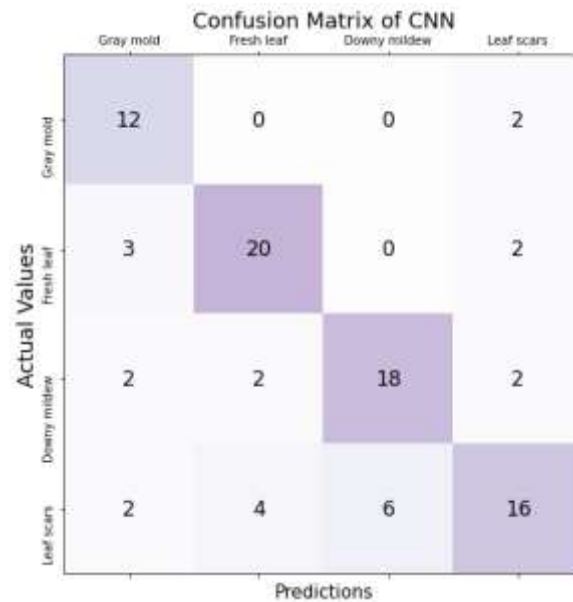 Confusion Matrix of CNN
Gray mold Fresh leaf Downy mildew Leaf scars
Actual Values
Gray mold 12 0 0 2
Fresh leaf 3 20 0 2
Downy mildew 2 2 18 2
Leaf scars 2 4 6 16
Predictions